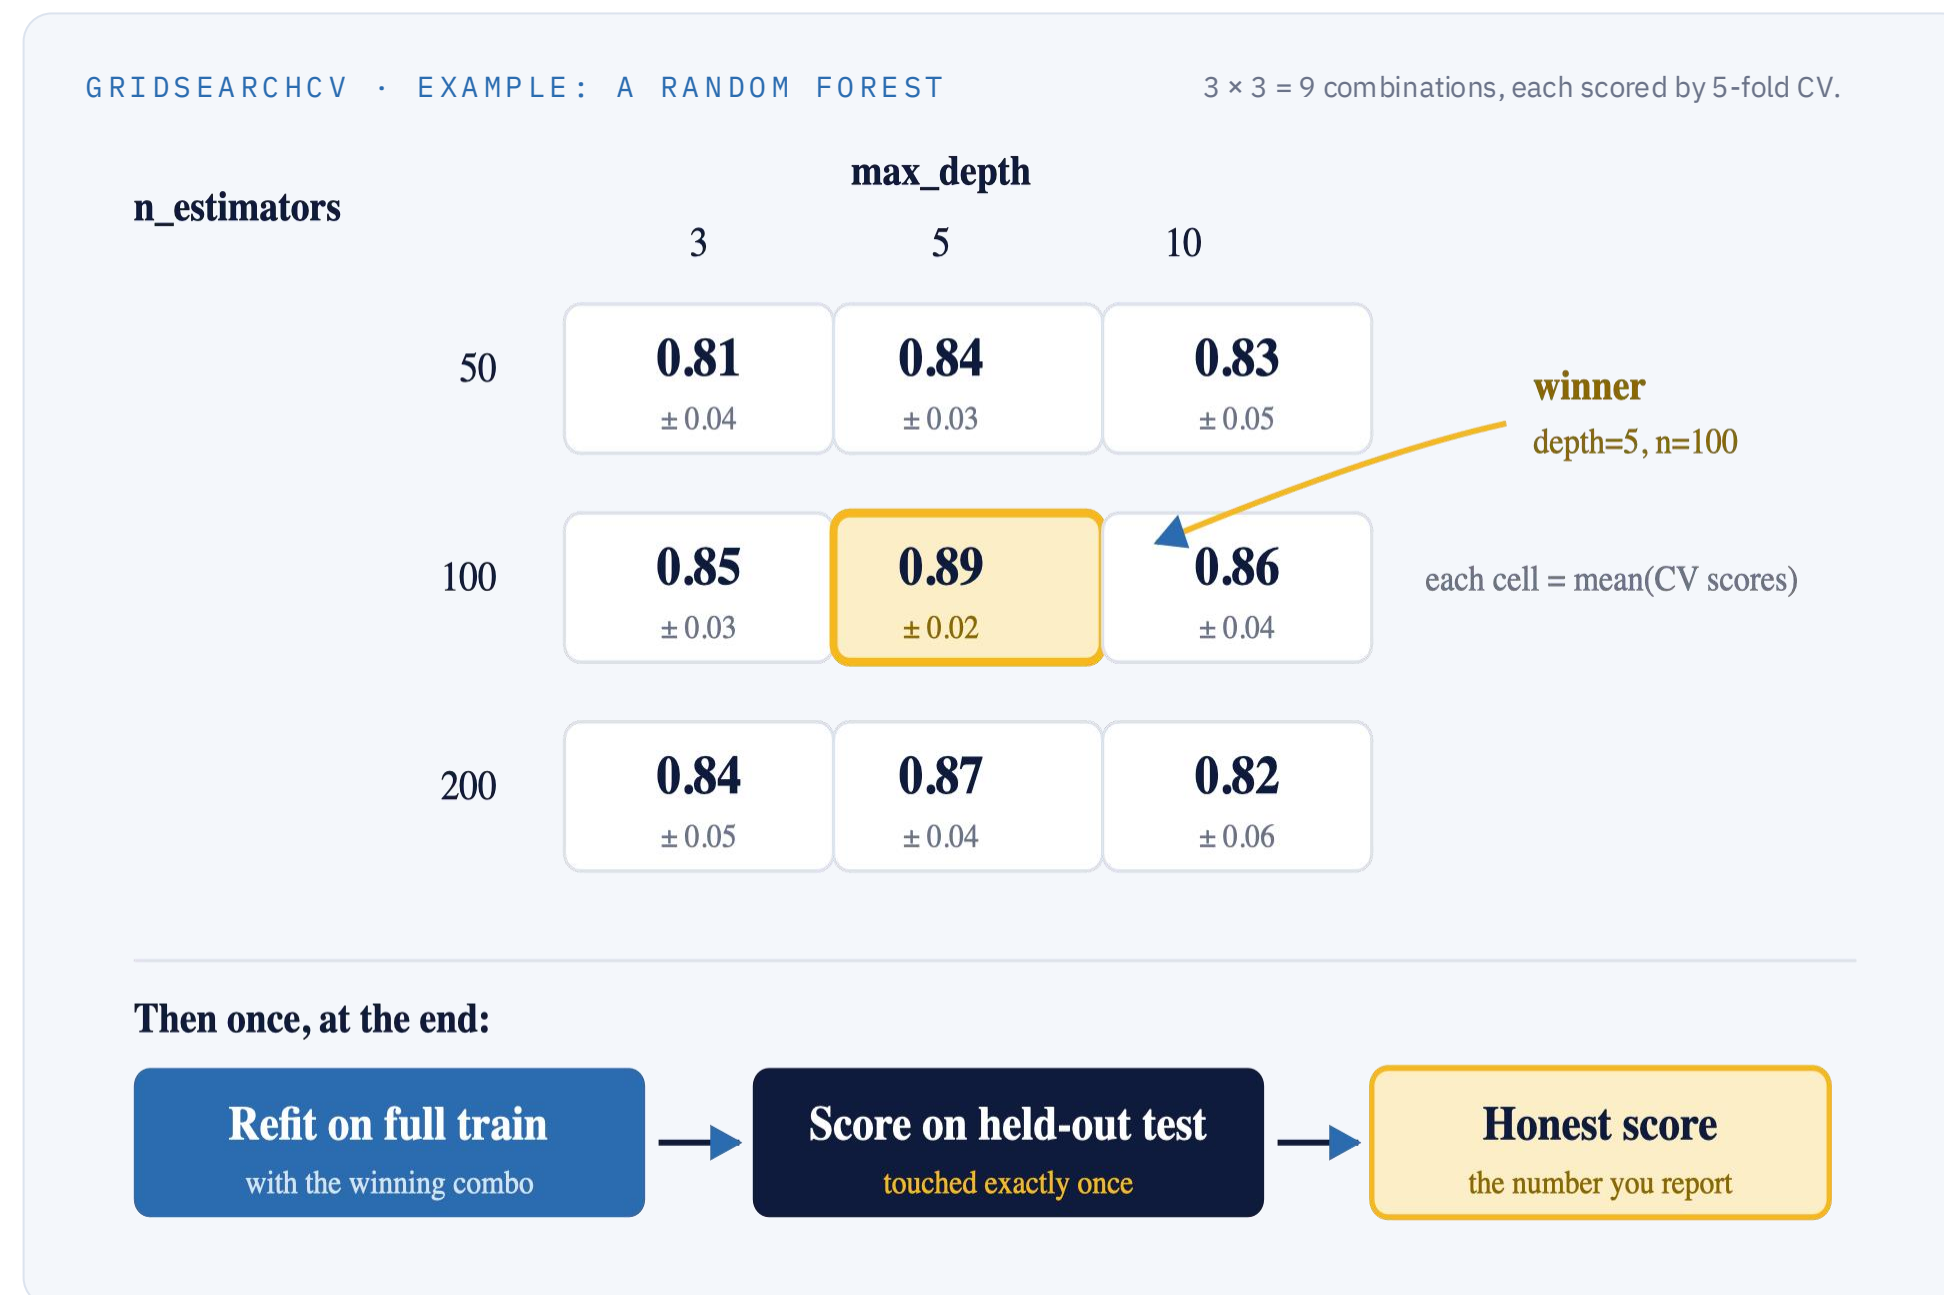 GRIDSEARCHCV · EXAMPLE: A RANDOM FOREST
3 × 3 = 9 combinations, each scored by 5-fold CV.
max_depth
n_estimators
3 5 10
50 0.81 0.84 0.83
± 0.04 ± 0.03 ± 0.05
winner
depth=5, n=100
100 0.85 0.89 0.86
± 0.03 ± 0.02 ± 0.04
each cell = mean(CV scores)
200 0.84 0.87 0.82
± 0.05 ± 0.04 ± 0.06
Then once, at the end:
Refit on full train
with the winning combo
Score on held-out test
touched exactly once
Honest score
the number you report